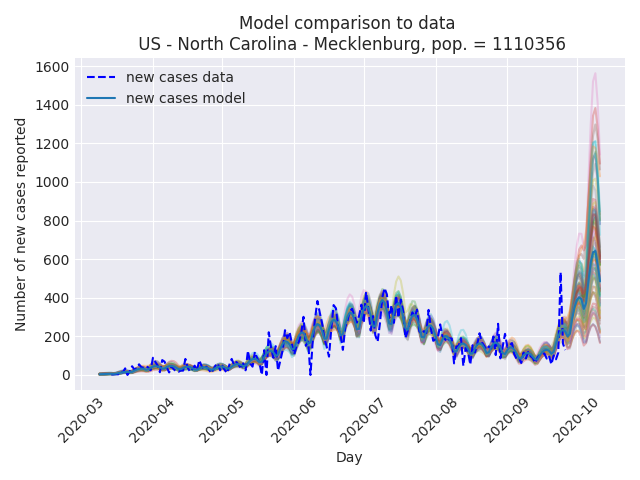 Model comparison to data
US - North Carolina - Mecklenburg, pop. = 1110356
1600
1400
1200
1000
800
600
400
200
0
Number of new cases reported
new cases data
new cases model
2020-03
2020-04
2020-05
2020-06
2020-07
2020-08
2020-09
2020-10
Day